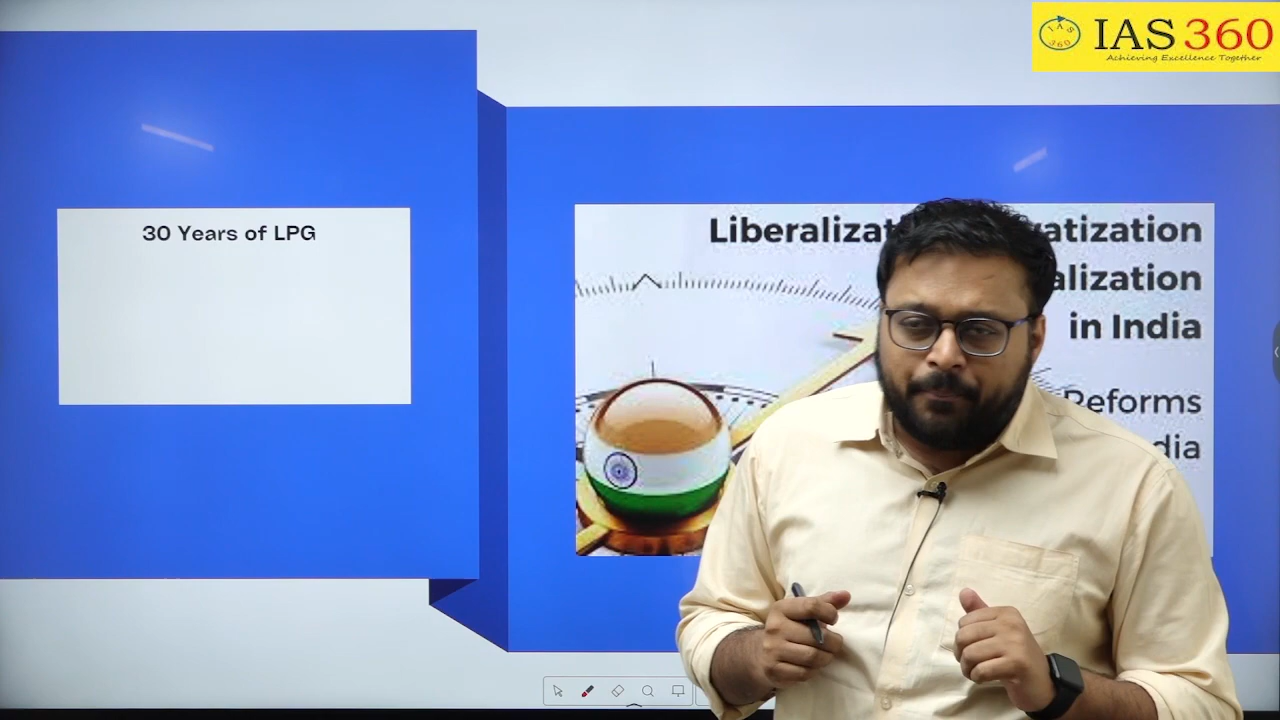 IAS 360
Achieving Excellence Together
30 Years of LPG
Liberalizat vatization
alization
in India
Reforms
dia